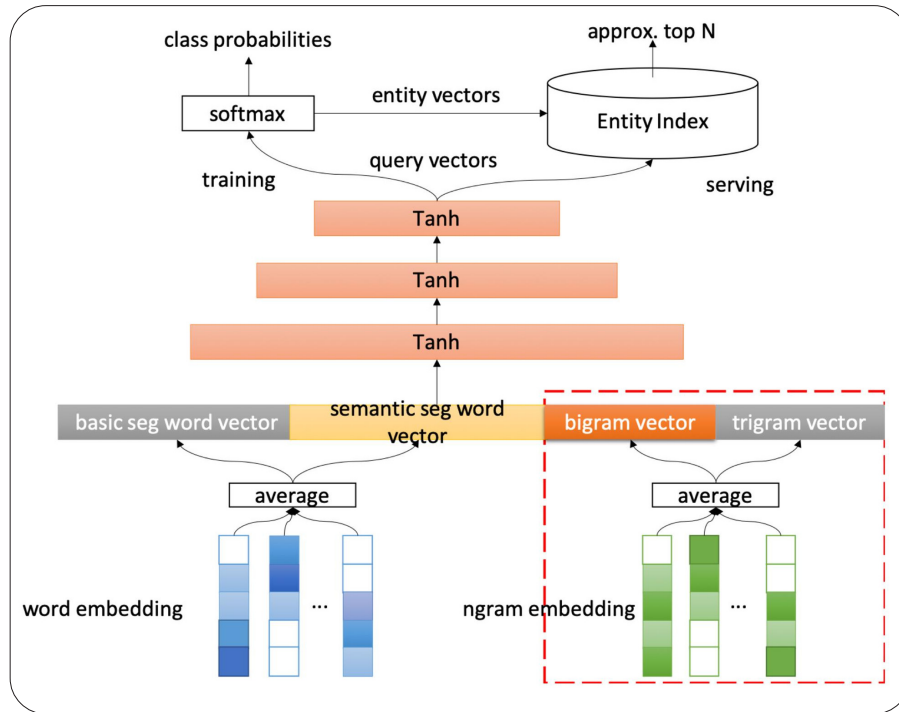 class probabilities
approx. top N
softmax
entity vectors
Entity Index
query vectors
training
serving
Tanh
Tanh
Tanh
basic seg word vector
semantic seg word
vector
bigram vector
trigram vector
average
average
word embedding
...
ngram embedding
...